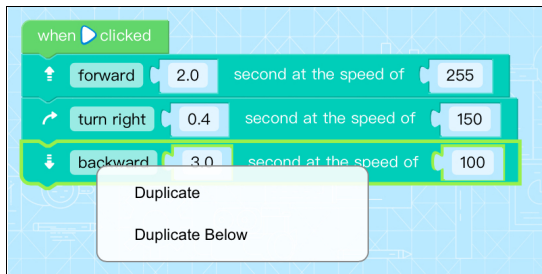 when clicked
forward 2.0 second at the speed of 255
turn right 0.4 second at the speed of 150
backward 3.0 second at the speed of 100
Duplicate
Duplicate Below